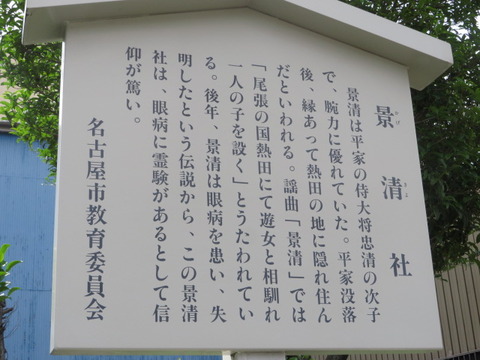 景清社
かげ きよ
景清は平家の侍大将忠清の次子
で、腕力に優れていた。平家没落
後、縁あって熱田の地に隠れ住ん
だといわれる。謡曲「景清」では
「尾張の国熱田にて遊女と相馴れ
一人の子を設く」とうたわれてい
る。後年、景清は眼病を患い、失
明したという伝説から、この景清
社は、眼病に霊験があるとして信
仰が篤い。
名古屋市教育委員会